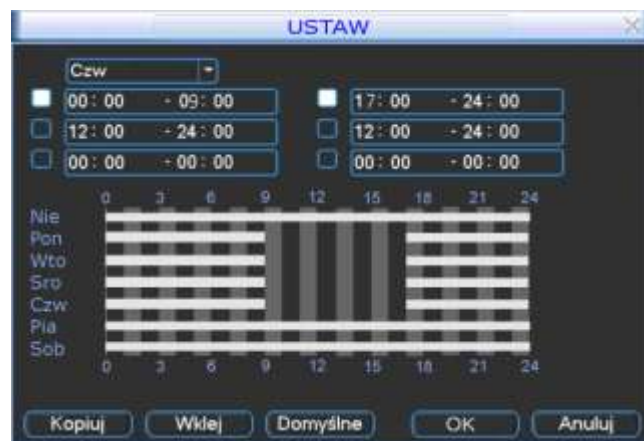 USTAW
Czw
00: 00 - 09: 00 17: 00 - 24: 00
12: 00 - 24: 00 12: 00 - 24: 00
00: 00 - 00: 00 00: 00 - 00: 00
0 3 6 9 12 15 18 21 24
Nie
Pon
Wto
Sro
Czw
Pia
Sob
0 3 6 9 12 15 18 21 24
Kopiuj Wklej Domyślne OK Anuluj